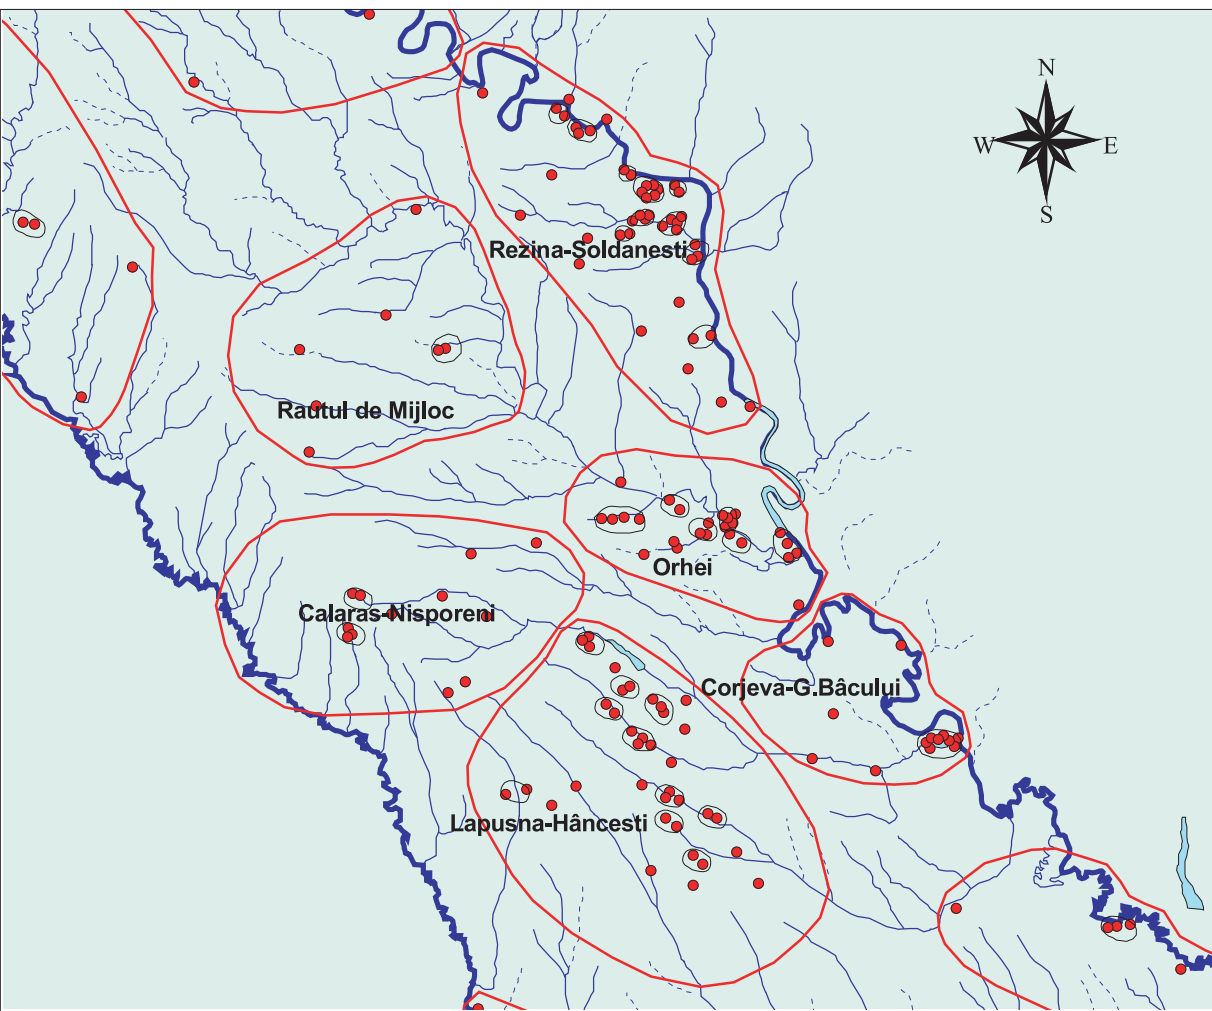 N
W E
S
Rezina-Soldanesti
Rautul de Mijloc
Orhei
Calaras-Nisporeni
Corjeva-G.Bâcului
Lapusna-Hâncesti